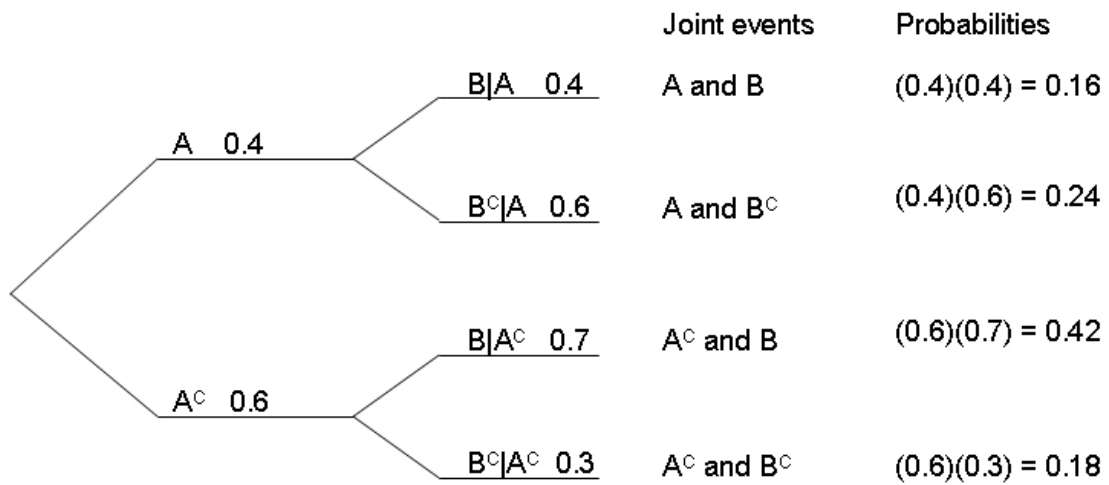 Joint events Probabilities
B|A 0.4 A and B (0.4)(0.4) = 0.16
A 0.4
Bᶜ|A 0.6 A and Bᶜ (0.4)(0.6) = 0.24
B|Aᶜ 0.7 Aᶜ and B (0.6)(0.7) = 0.42
Aᶜ 0.6
Bᶜ|Aᶜ 0.3 Aᶜ and Bᶜ (0.6)(0.3) = 0.18